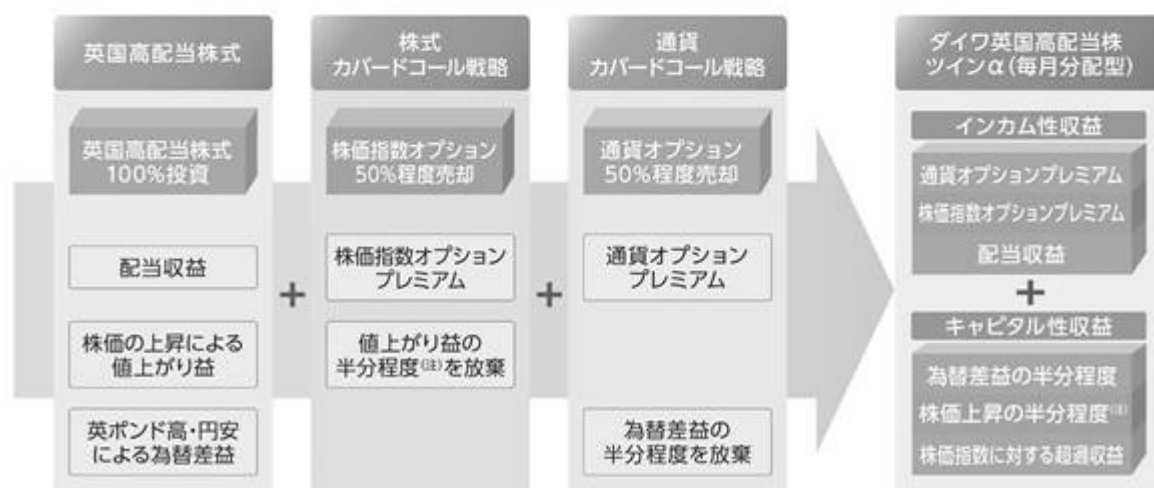 英国高配当株式
英国高配当株式
100%投資
配当収益
株価の上昇による
値上がり益
英ポンド高・円安
による為替差益
+
株式
カバードコール戦略
株価指数オプション
50%程度売却
株価指数オプション
プレミアム
値上がり益の
半分程度(注)を放棄
+
通貨
カバードコール戦略
通貨オプション
50%程度売却
通貨オプション
プレミアム
為替差益の
半分程度を放棄
ダイワ英国高配当株
ツインα(毎月分配型)
インカム性収益
通貨オプションプレミアム
株価指数オプションプレミアム
配当収益
+
キャピタル性収益
為替差益の半分程度
株価上昇の半分程度(注)
株価指数に対する超過収益